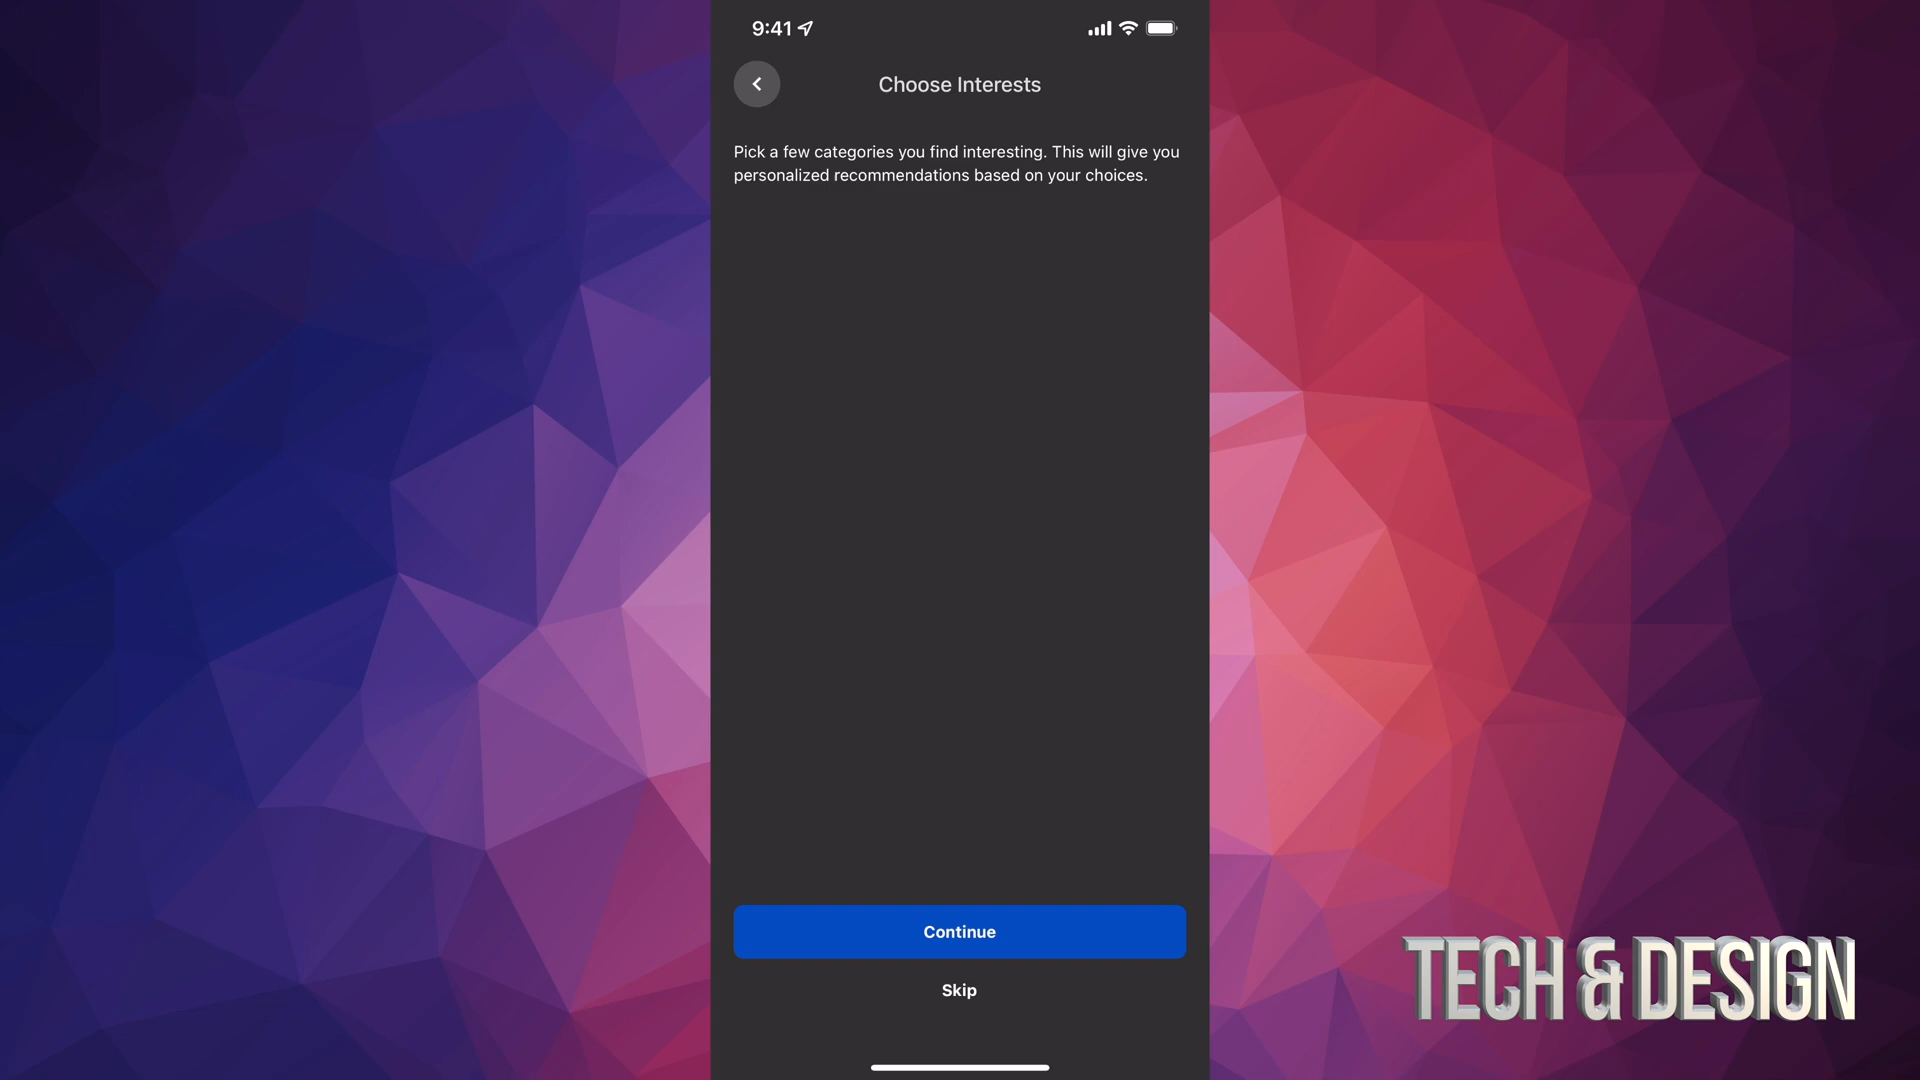 9:41
Choose Interests
Pick a few categories you find interesting. This will give you
personalized recommendations based on your choices.
Continue
Skip
TECH & DESIGN